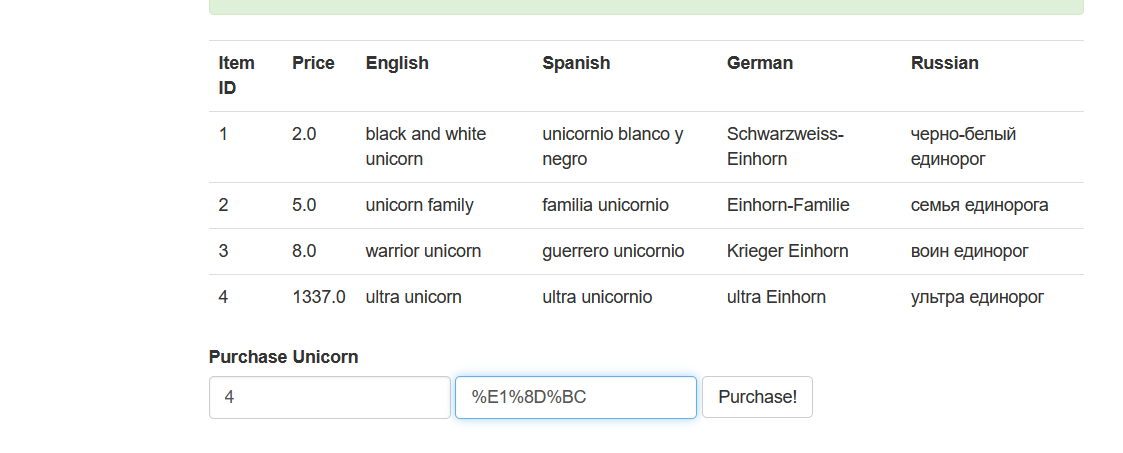 Item ID Price English Spanish German Russian
1 2.0 black and white unicorn unicornio blanco y negro Schwarzweiss-Einhorn черно-белый единорог
2 5.0 unicorn family familia unicornio Einhorn-Familie семья единорога
3 8.0 warrior unicorn guerrero unicornio Krieger Einhorn воин единорог
4 1337.0 ultra unicorn ultra unicornio ultra Einhorn ультра единорог
Purchase Unicorn
4 %E1%8D%BC Purchase!